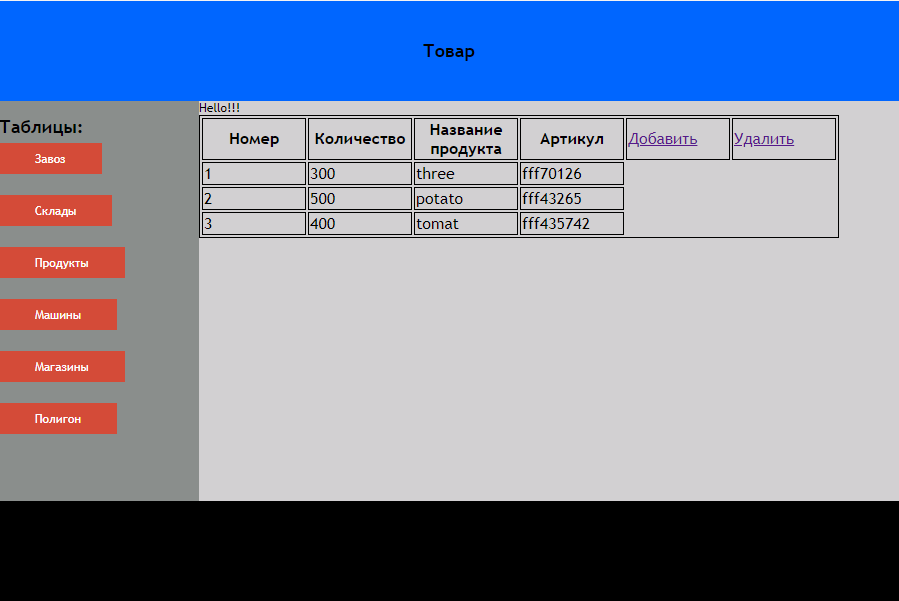 Товар
Hello!!!
Таблицы:
Завоз
Склады
Продукты
Машины
Магазины
Полигон
Номер Количество Название продукта Артикул Добавить Удалить
1 300 three fff70126
2 500 potato fff43265
3 400 tomat fff435742